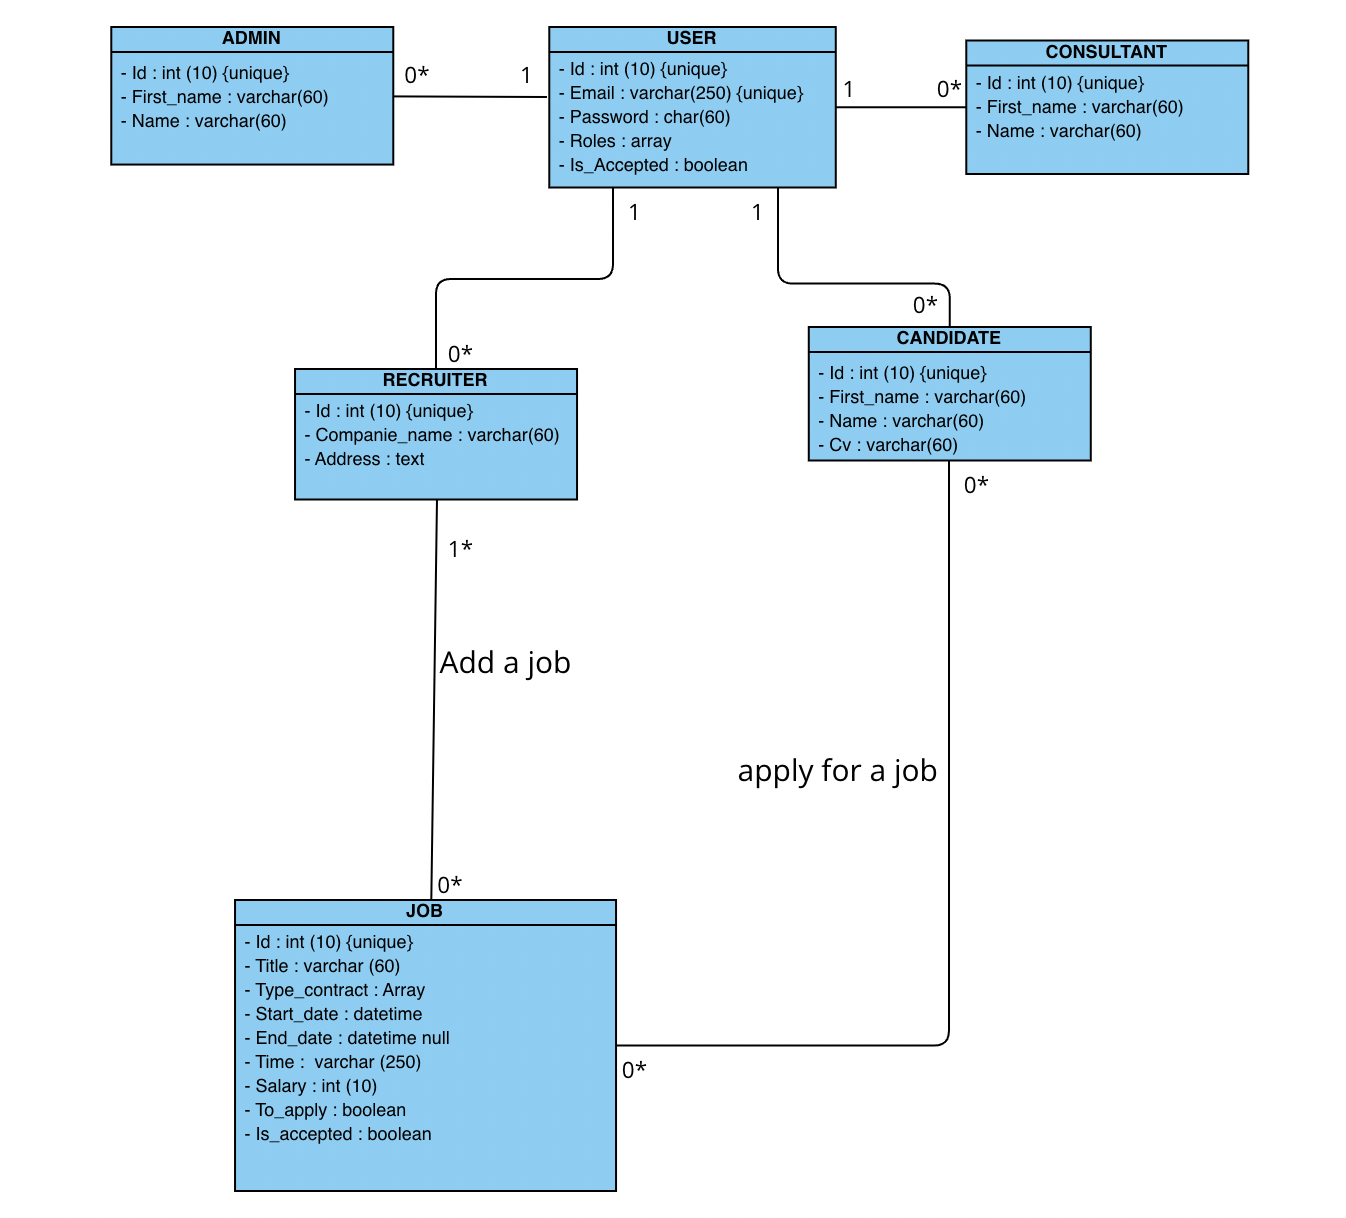 ADMIN
- Id : int (10) {unique}
- First_name : varchar(60)
- Name : varchar(60)
0*
1
USER
- Id : int (10) {unique}
- Email : varchar(250) {unique}
- Password : char(60)
- Roles : array
- Is_Accepted : boolean
1
0*
CONSULTANT
- Id : int (10) {unique}
- First_name : varchar(60)
- Name : varchar(60)
1
1
0*
0*
RECRUITER
- Id : int (10) {unique}
- Companie_name : varchar(60)
- Address : text
CANDIDATE
- Id : int (10) {unique}
- First_name : varchar(60)
- Name : varchar(60)
- Cv : varchar(60)
0*
1*
Add a job
apply for a job
0*
JOB
- Id : int (10) {unique}
- Title : varchar (60)
- Type_contract : Array
- Start_date : datetime
- End_date : datetime null
- Time :  varchar (250)
- Salary : int (10)
- To_apply : boolean
- Is_accepted : boolean
0*